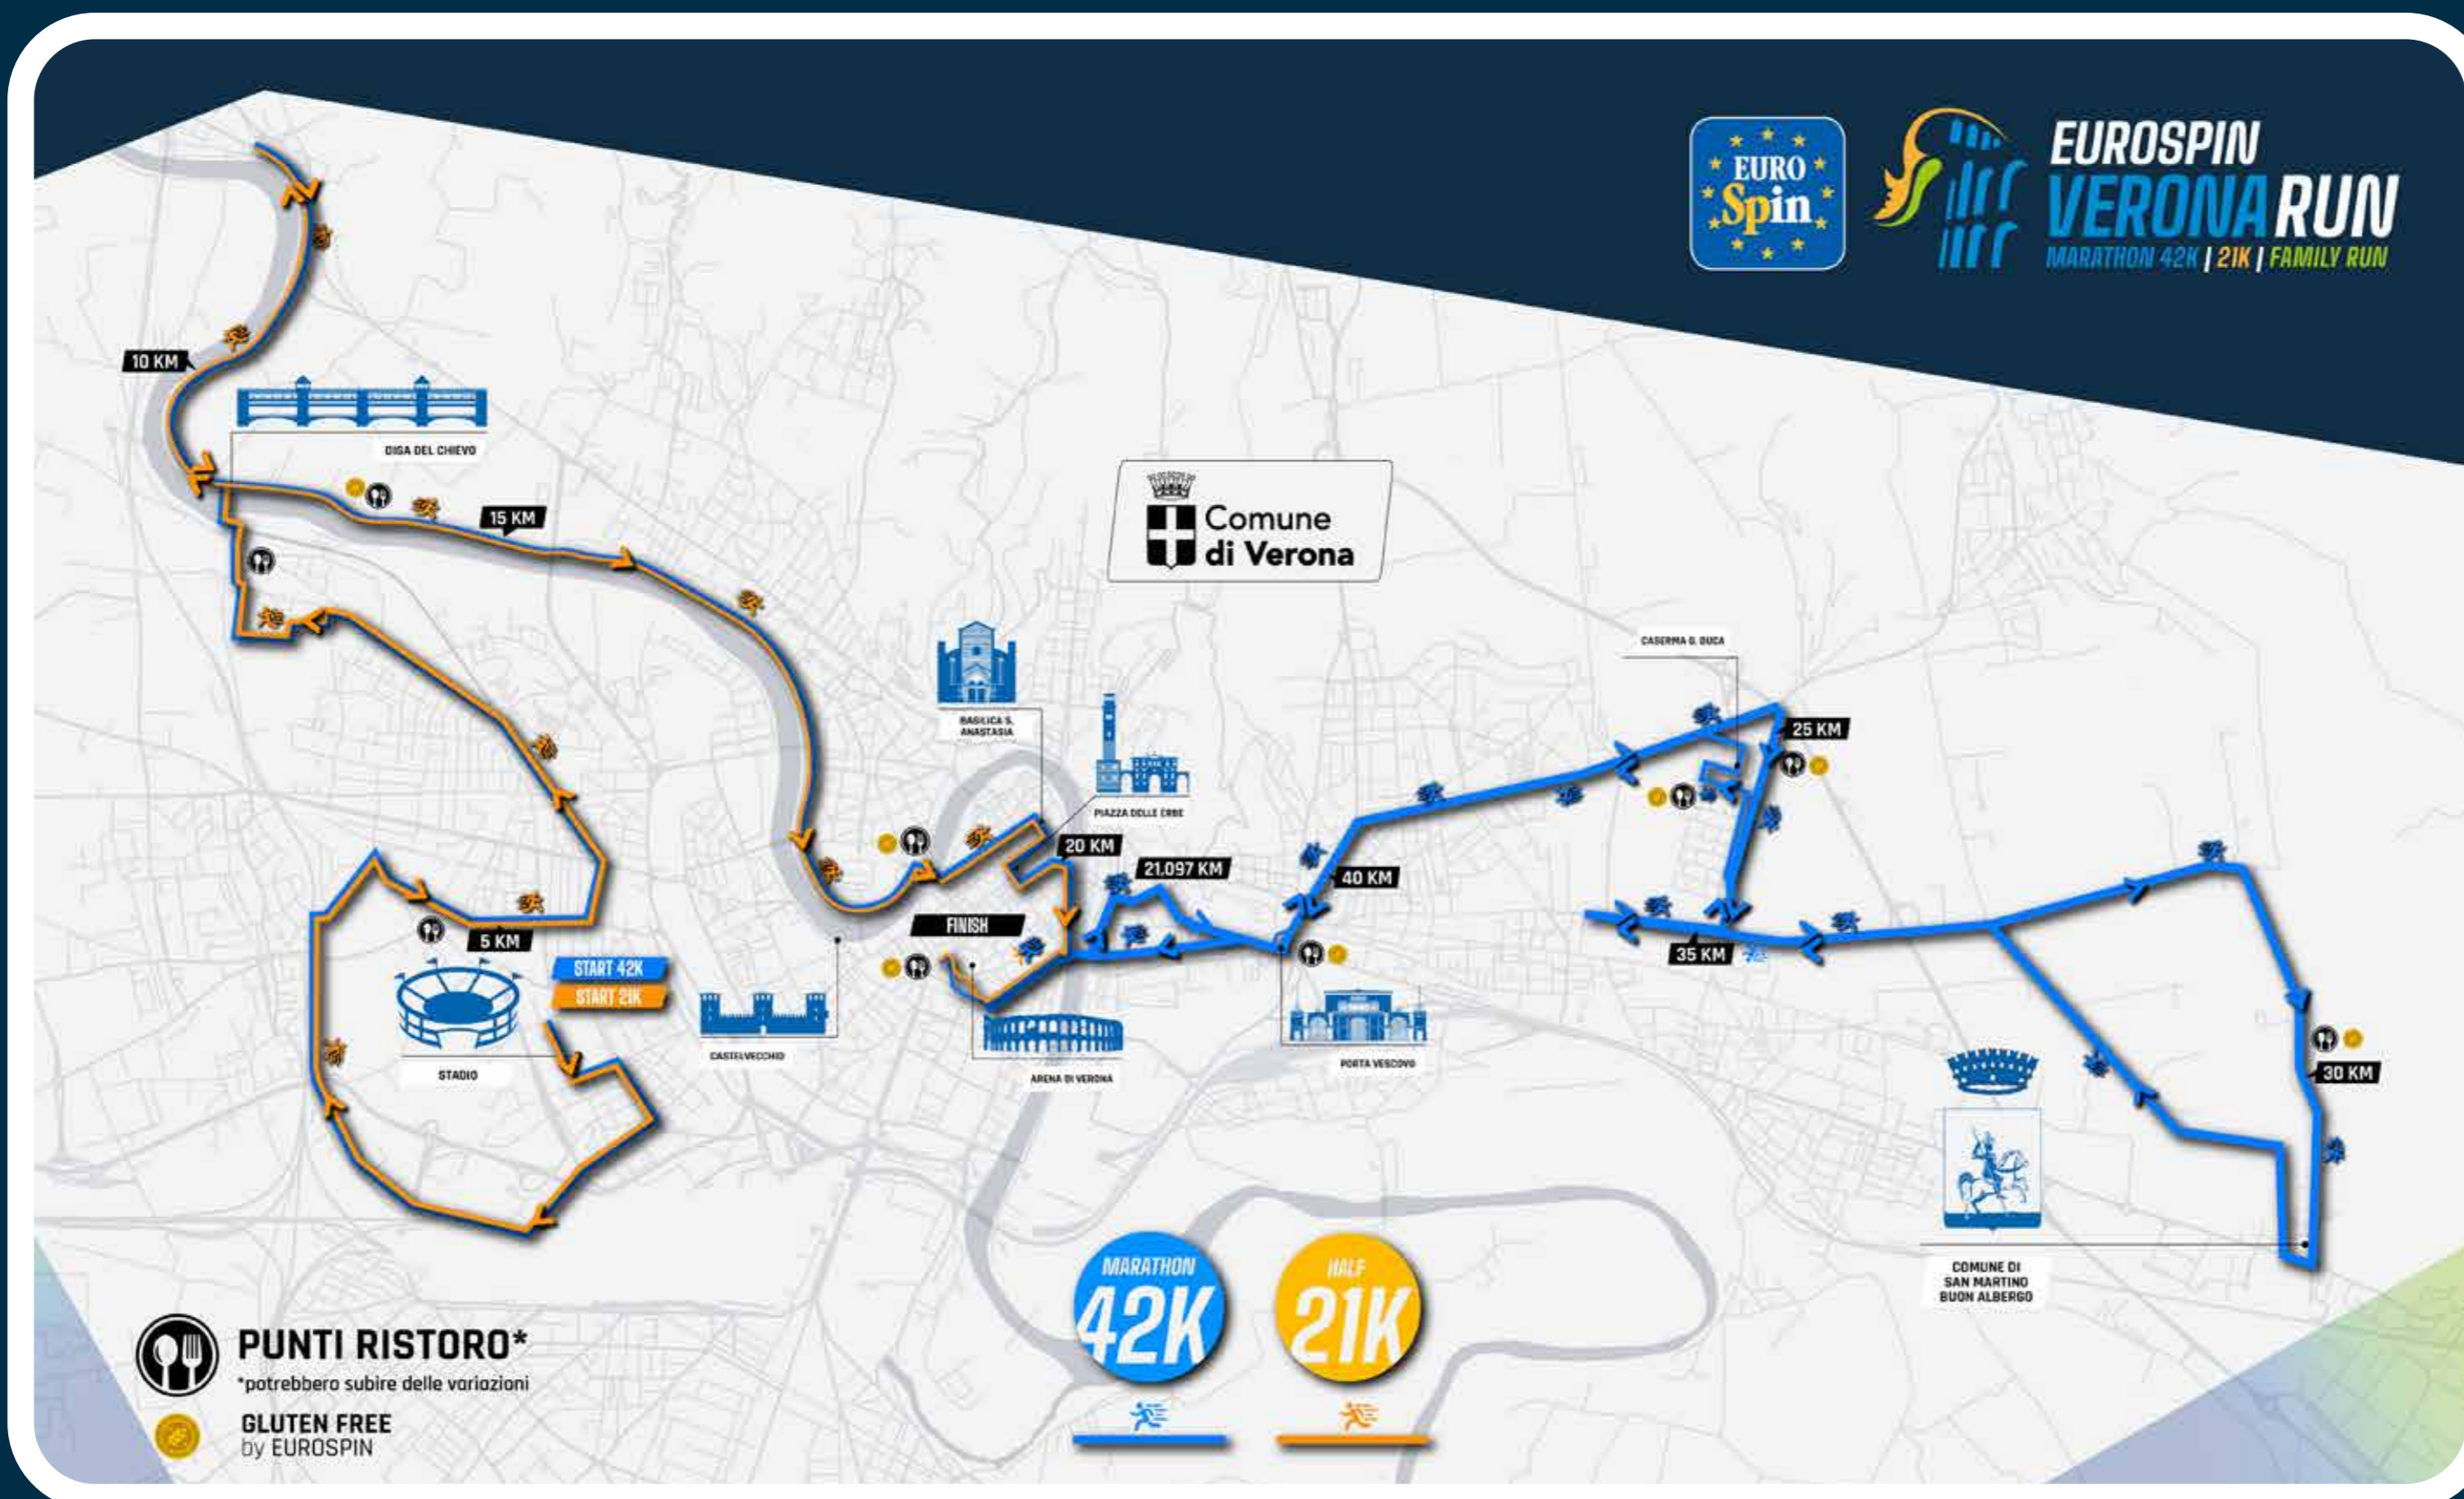 EURO
Spin
EUROSPIN
VERONA RUN
MARATHON 42K | 21K | FAMILY RUN
10 KM
DIGA DEL CHIEVO
15 KM
Comune
di Verona
CASERMA G. DUCA
BASILICA S.
ANASTASIA
25 KM
PIAZZA DELLE ERBE
20 KM
21,097 KM
40 KM
FINISH
5 KM
35 KM
START 42K
START 21K
STADIO
CASTELVECCHIO
ARENA DI VERONA
PORTA VESCOVO
30 KM
COMUNE DI
SAN MARTINO
BUON ALBERGO
MARATHON
42K
HALF
21K
PUNTI RISTORO*
*potrebbero subire delle variazioni
GLUTEN FREE
by EUROSPIN